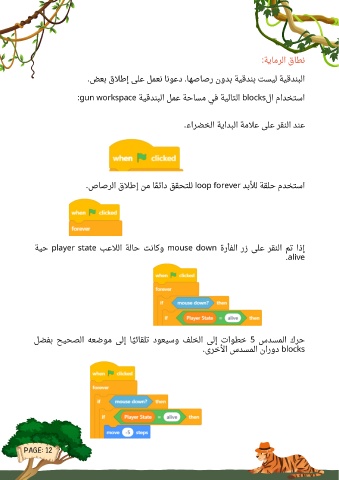 نطاق الرماية:
البندقية ليست بندقية بدون رصاصها. دعونا نعمل على إطلاق بعض.
استخدام الblocks التالية في مساحة عمل البندقية gun workspace:
عند النقر على علامة البداية الخضراء.
when clicked
استخدم حلقة للأبد loop forever للتحقق دائمًا من إطلاق الرصاص.
when clicked
forever
إذا تم النقر على زر الفأرة mouse down وكانت حالة اللاعب player state حية
alive.
when clicked
forever
if mouse down? then
if Player State = alive then
حرك المسدس 5 خطوات إلى الخلف وسيعود تلقائيًا إلى موضعه الصحيح بفضل
blocks دوران المسدس الأخرى.
when clicked
forever
if mouse down? then
if Player State = alive then
move -5 steps
PAGE: 12